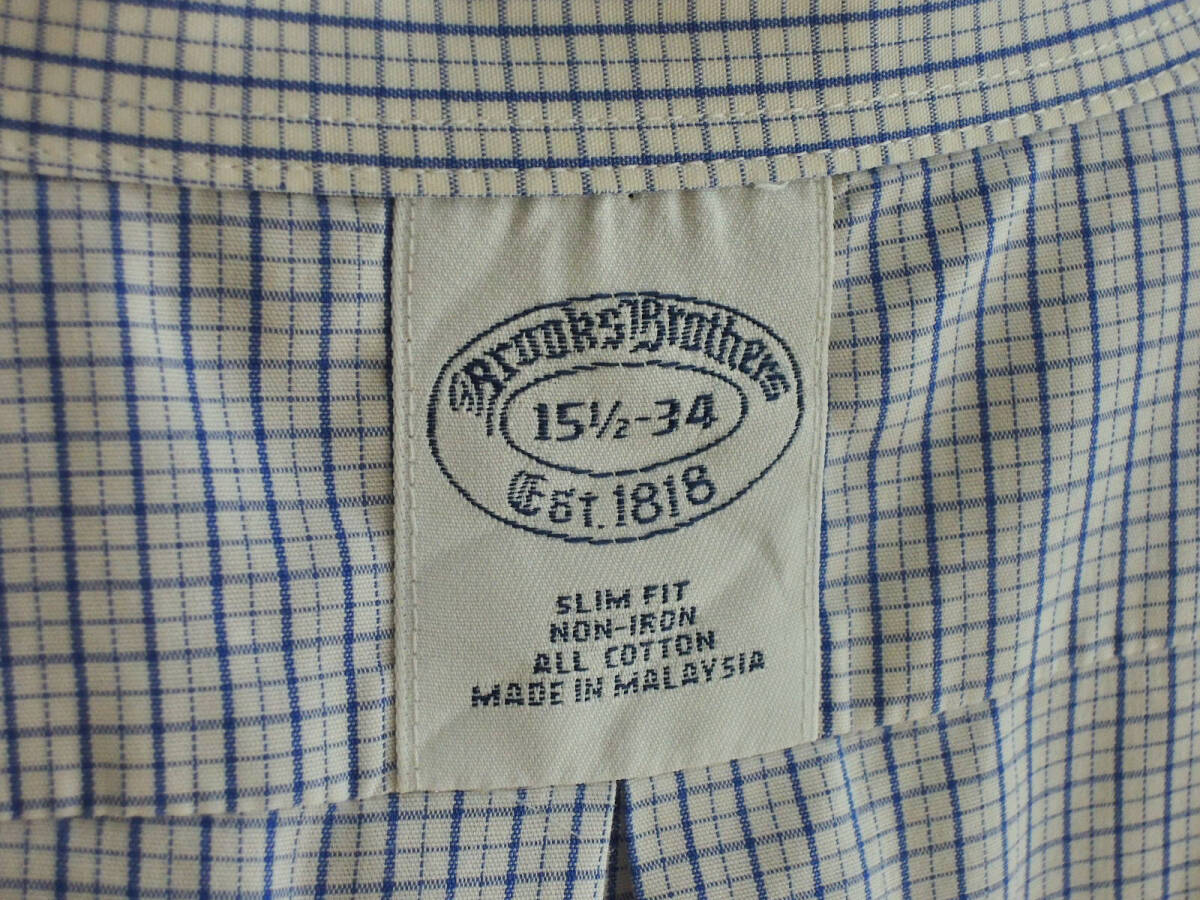 Brooks Brothers
15½-34
Est. 1818
SLIM FIT
NON-IRON
ALL COTTON
MADE IN MALAYSIA